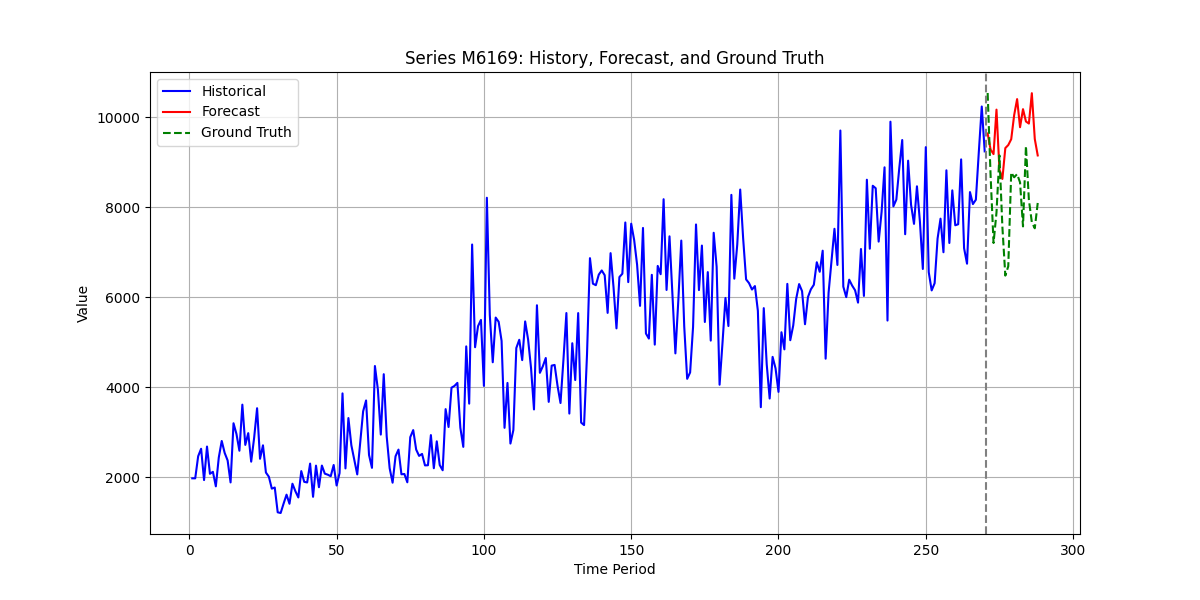 Series M6169: History, Forecast, and Ground Truth
Historical
Forecast
Ground Truth
10000
8000
6000
4000
2000
Value
0
50
100
150
200
250
300
Time Period